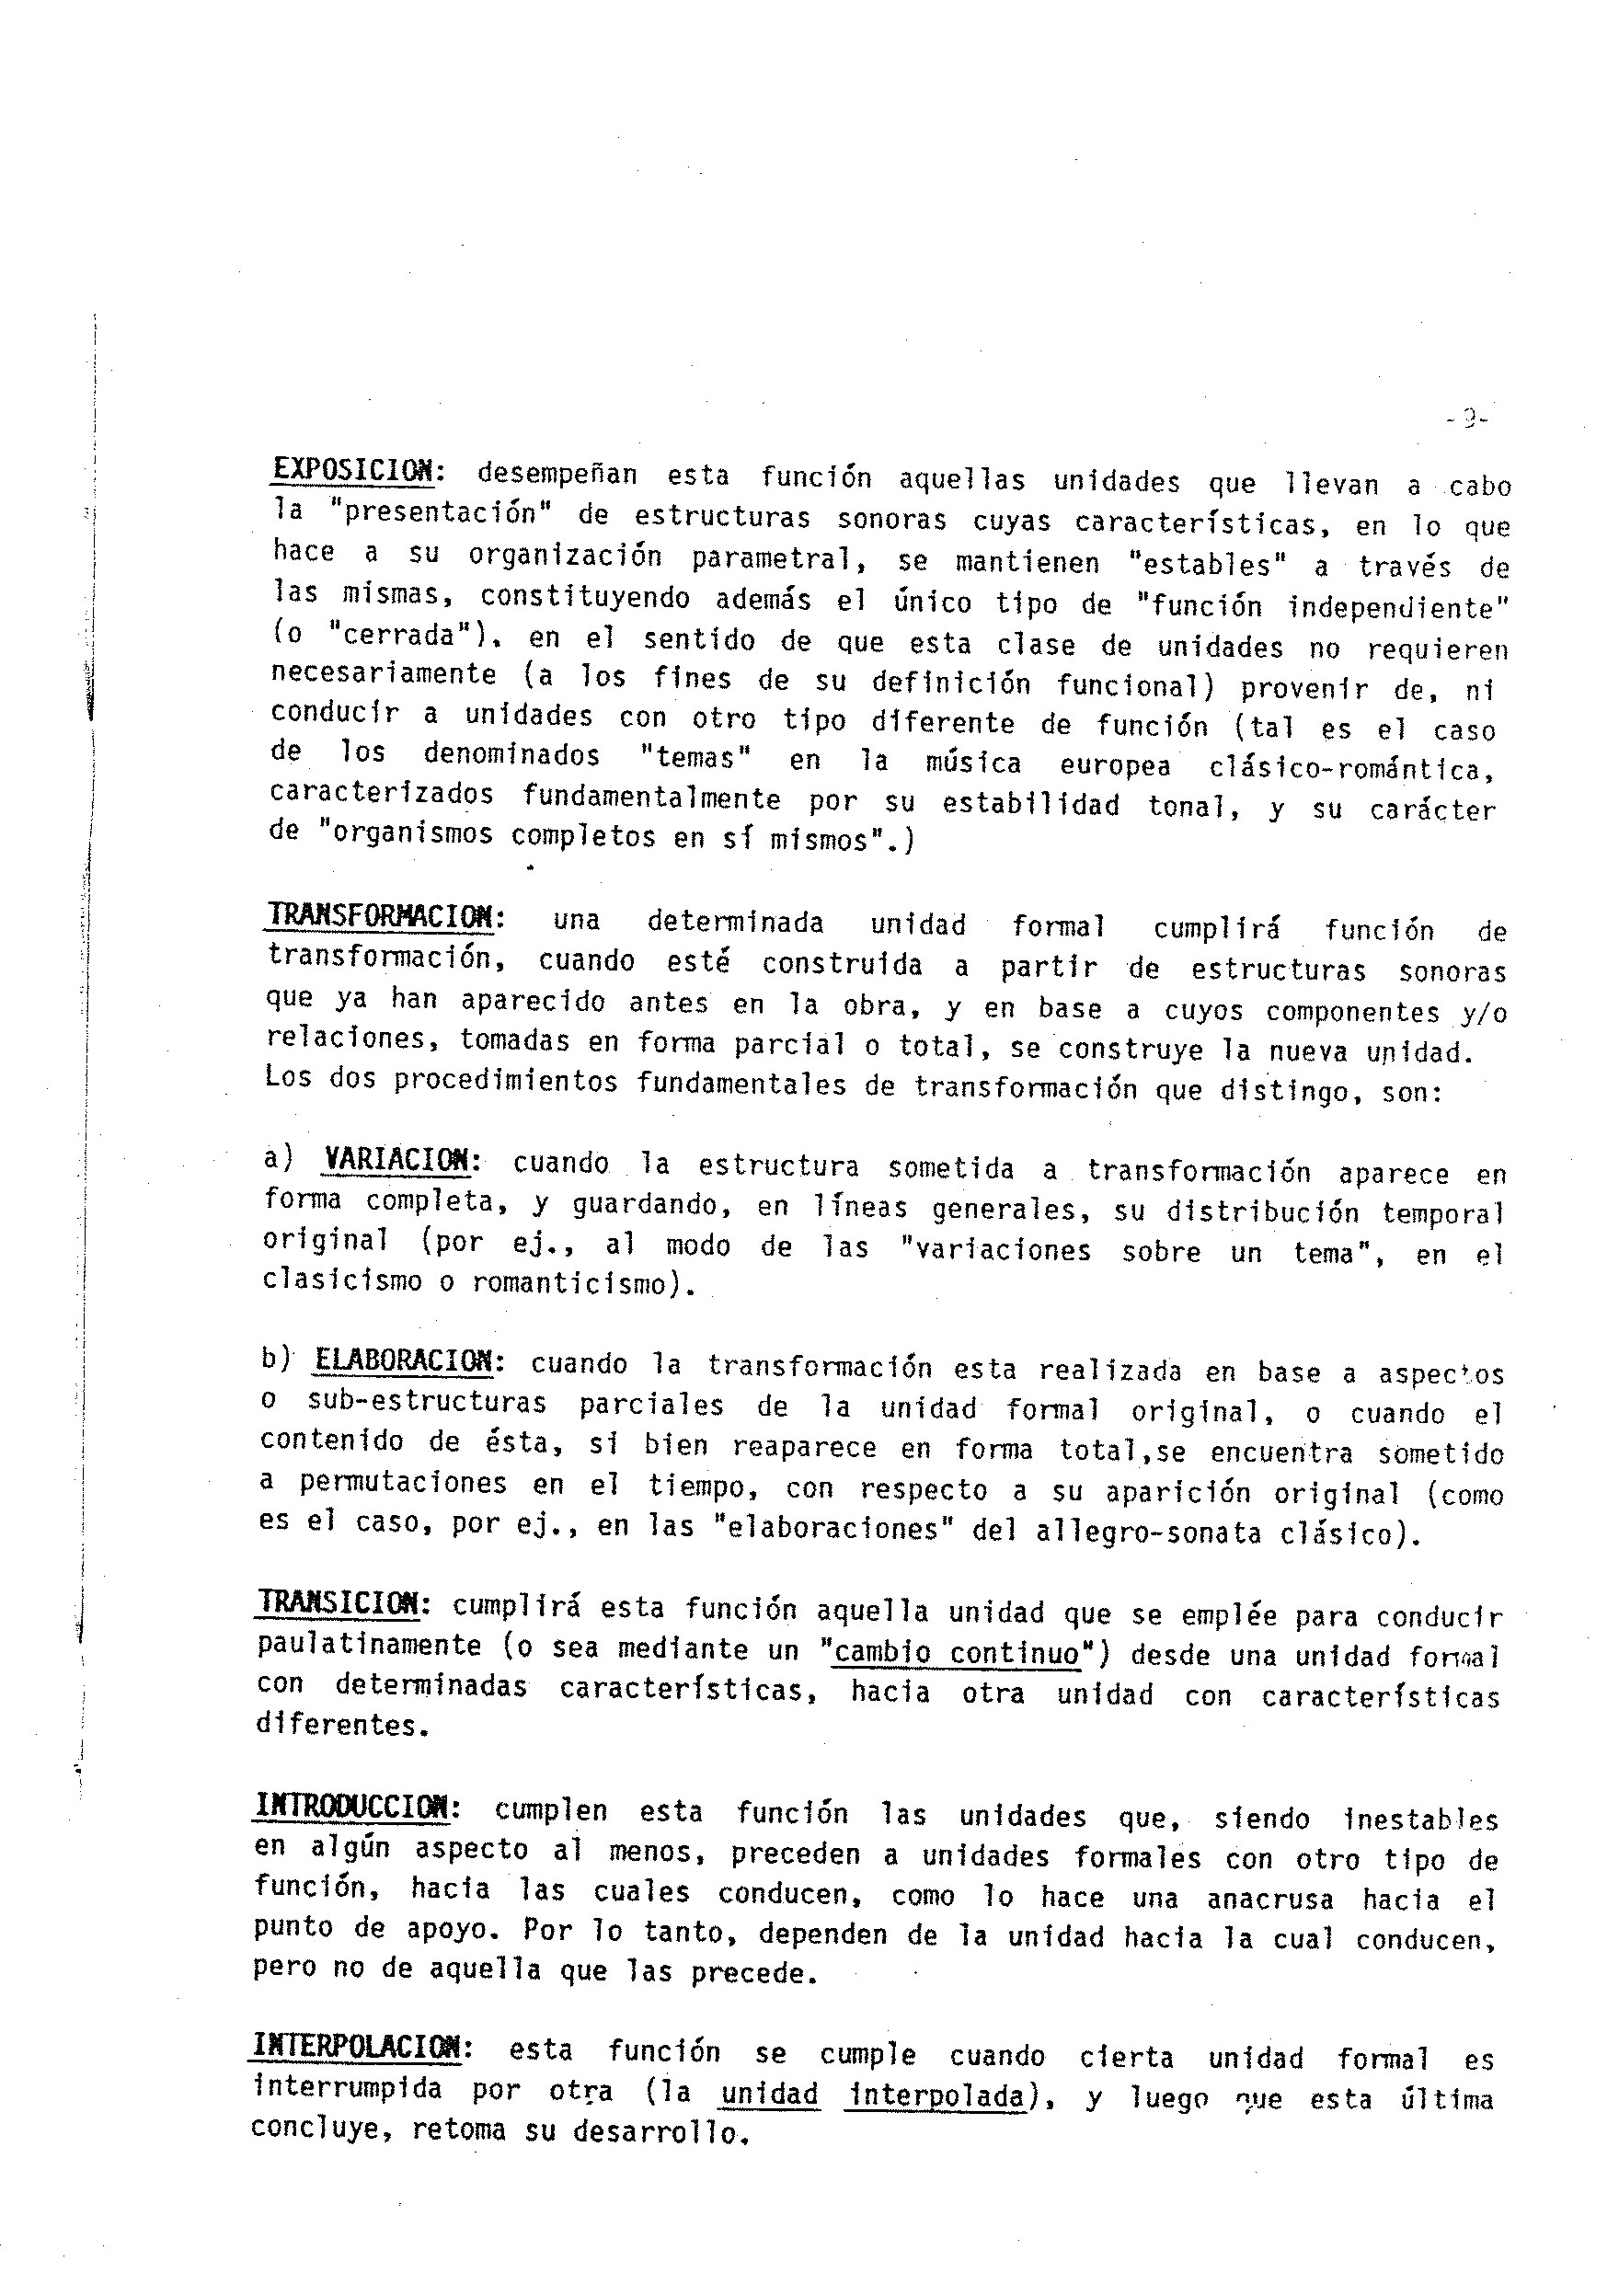 EXPOSICION: desempeñan esta función aquellas unidades que llevan a cabo
la "presentación" de estructuras sonoras cuyas características, en lo que
hace a su organización parametral, se mantienen "estables" a través de
las mismas, constituyendo además el único tipo de "función independiente"
(o "cerrada"), en el sentido de que esta clase de unidades no requieren
necesariamente (a los fines de su definición funcional) provenir de, ni
conducir a unidades con otro tipo diferente de función (tal es el caso
de los denominados "temas" en la música europea clásico-romántica,
caracterizados fundamentalmente por su estabilidad tonal, y su carácter
de "organismos completos en sí mismos".)
TRANSFORMACION: una determinada unidad formal cumplirá función de
transformación, cuando esté construida a partir de estructuras sonoras
que ya han aparecido antes en la obra, y en base a cuyos componentes y/o
relaciones, tomadas en forma parcial o total, se construye la nueva unidad.
Los dos procedimientos fundamentales de transformación que distingo, son:
a) VARIACION: cuando la estructura sometida a transformación aparece en
forma completa, y guardando, en líneas generales, su distribución temporal
original (por ej., al modo de las "variaciones sobre un tema", en el
clasicismo o romanticismo).
b) ELABORACION: cuando la transformación esta realizada en base a aspectos
o sub-estructuras parciales de la unidad formal original, o cuando el
contenido de ésta, si bien reaparece en forma total,se encuentra sometido
a permutaciones en el tiempo, con respecto a su aparición original (como
es el caso, por ej., en las "elaboraciones" del allegro-sonata clásico).
TRANSICION: cumplirá esta función aquella unidad que se emplée para conducir
paulatinamente (o sea mediante un "cambio continuo") desde una unidad formal
con determinadas características, hacia otra unidad con características
diferentes.
INTRODUCCION: cumplen esta función las unidades que, siendo inestables
en algún aspecto al menos, preceden a unidades formales con otro tipo de
función, hacia las cuales conducen, como lo hace una anacrusa hacia el
punto de apoyo. Por lo tanto, dependen de la unidad hacia la cual conducen,
pero no de aquella que las precede.
INTERPOLACION: esta función se cumple cuando cierta unidad formal es
interrumpida por otra (la unidad interpolada), y luego que esta última
concluye, retoma su desarrollo.